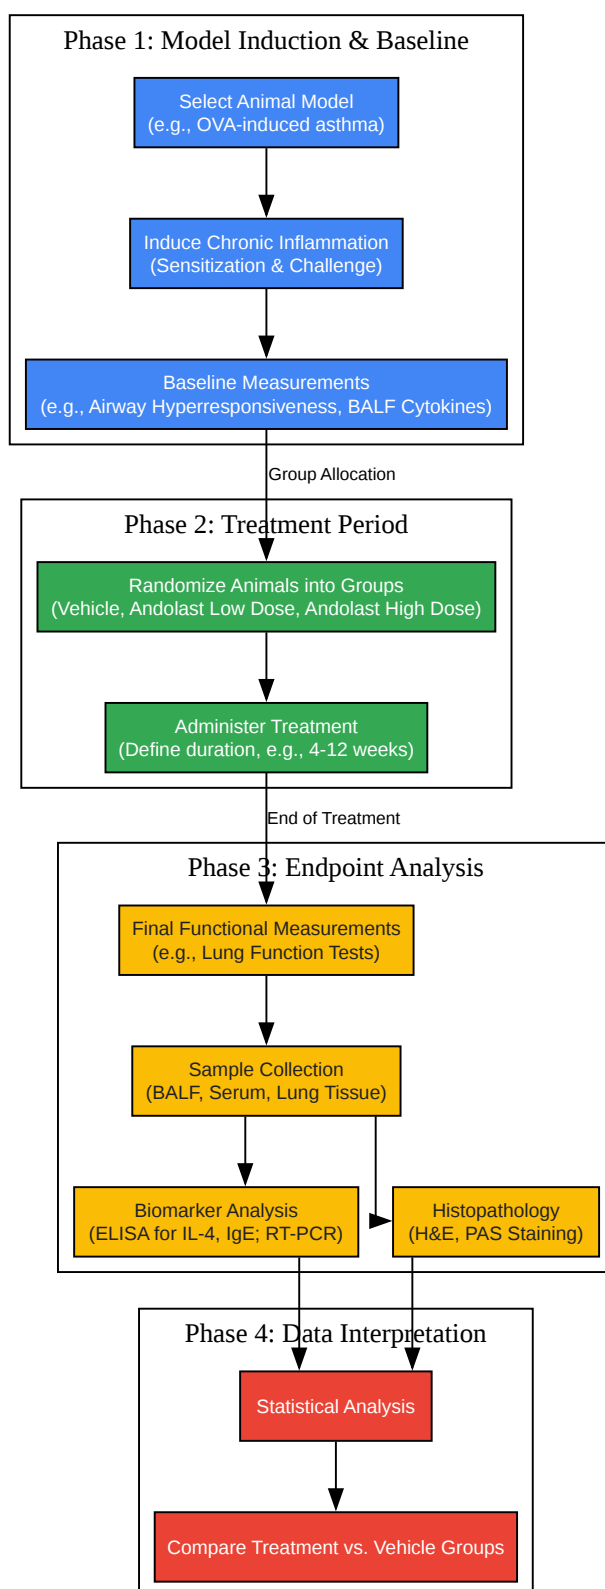 Phase 1: Model Induction & Baseline
Select Animal Model
(e.g., OVA-induced asthma)
Induce Chronic Inflammation
(Sensitization & Challenge)
Baseline Measurements
(e.g., Airway Hyperresponsiveness, BALF Cytokines)
Group Allocation
Phase 2: Treatment Period
Randomize Animals into Groups
(Vehicle, Andolast Low Dose, Andolast High Dose)
Administer Treatment
(Define duration, e.g., 4-12 weeks)
End of Treatment
Phase 3: Endpoint Analysis
Final Functional Measurements
(e.g., Lung Function Tests)
Sample Collection
(BALF, Serum, Lung Tissue)
Biomarker Analysis
(ELISA for IL-4, IgE; RT-PCR)
Histopathology
(H&E, PAS Staining)
Phase 4: Data Interpretation
Statistical Analysis
Compare Treatment vs. Vehicle Groups